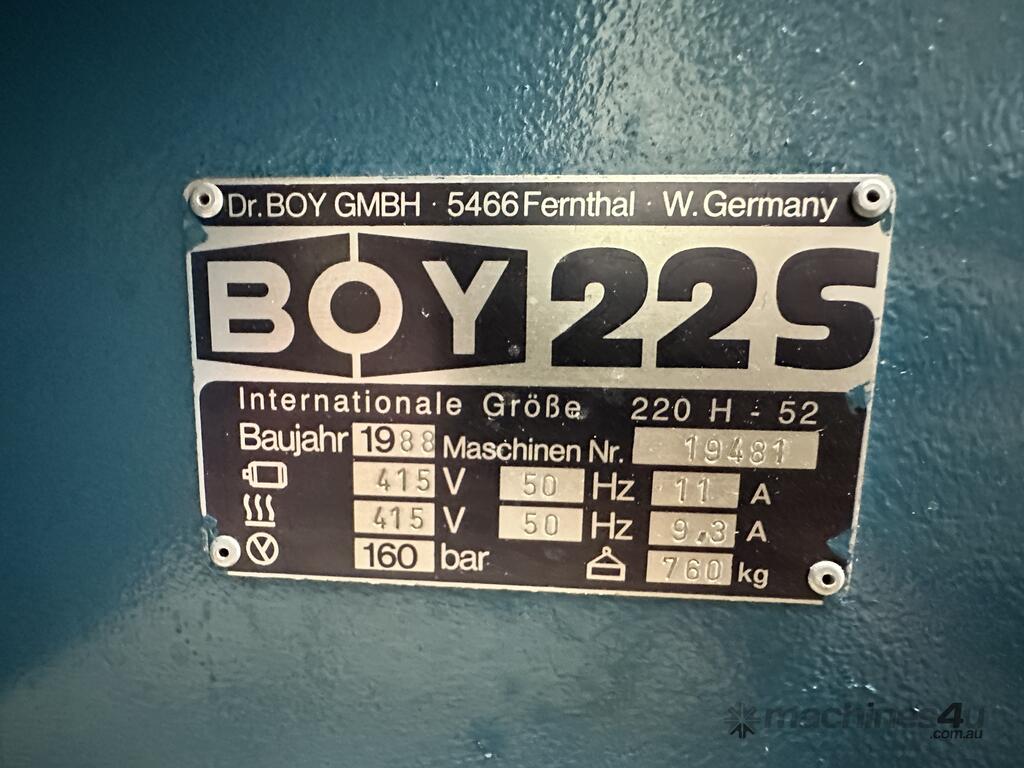 Dr. BOY GMBH · 5466 Fernthal · W. Germany
BOY 22S
Internationale Größe 220 H - 52
Baujahr 1988 Maschinen Nr. 19481
415 V 50 Hz 11 A
415 V 50 Hz 9,3 A
160 bar 760 kg
machines4u
.com.au